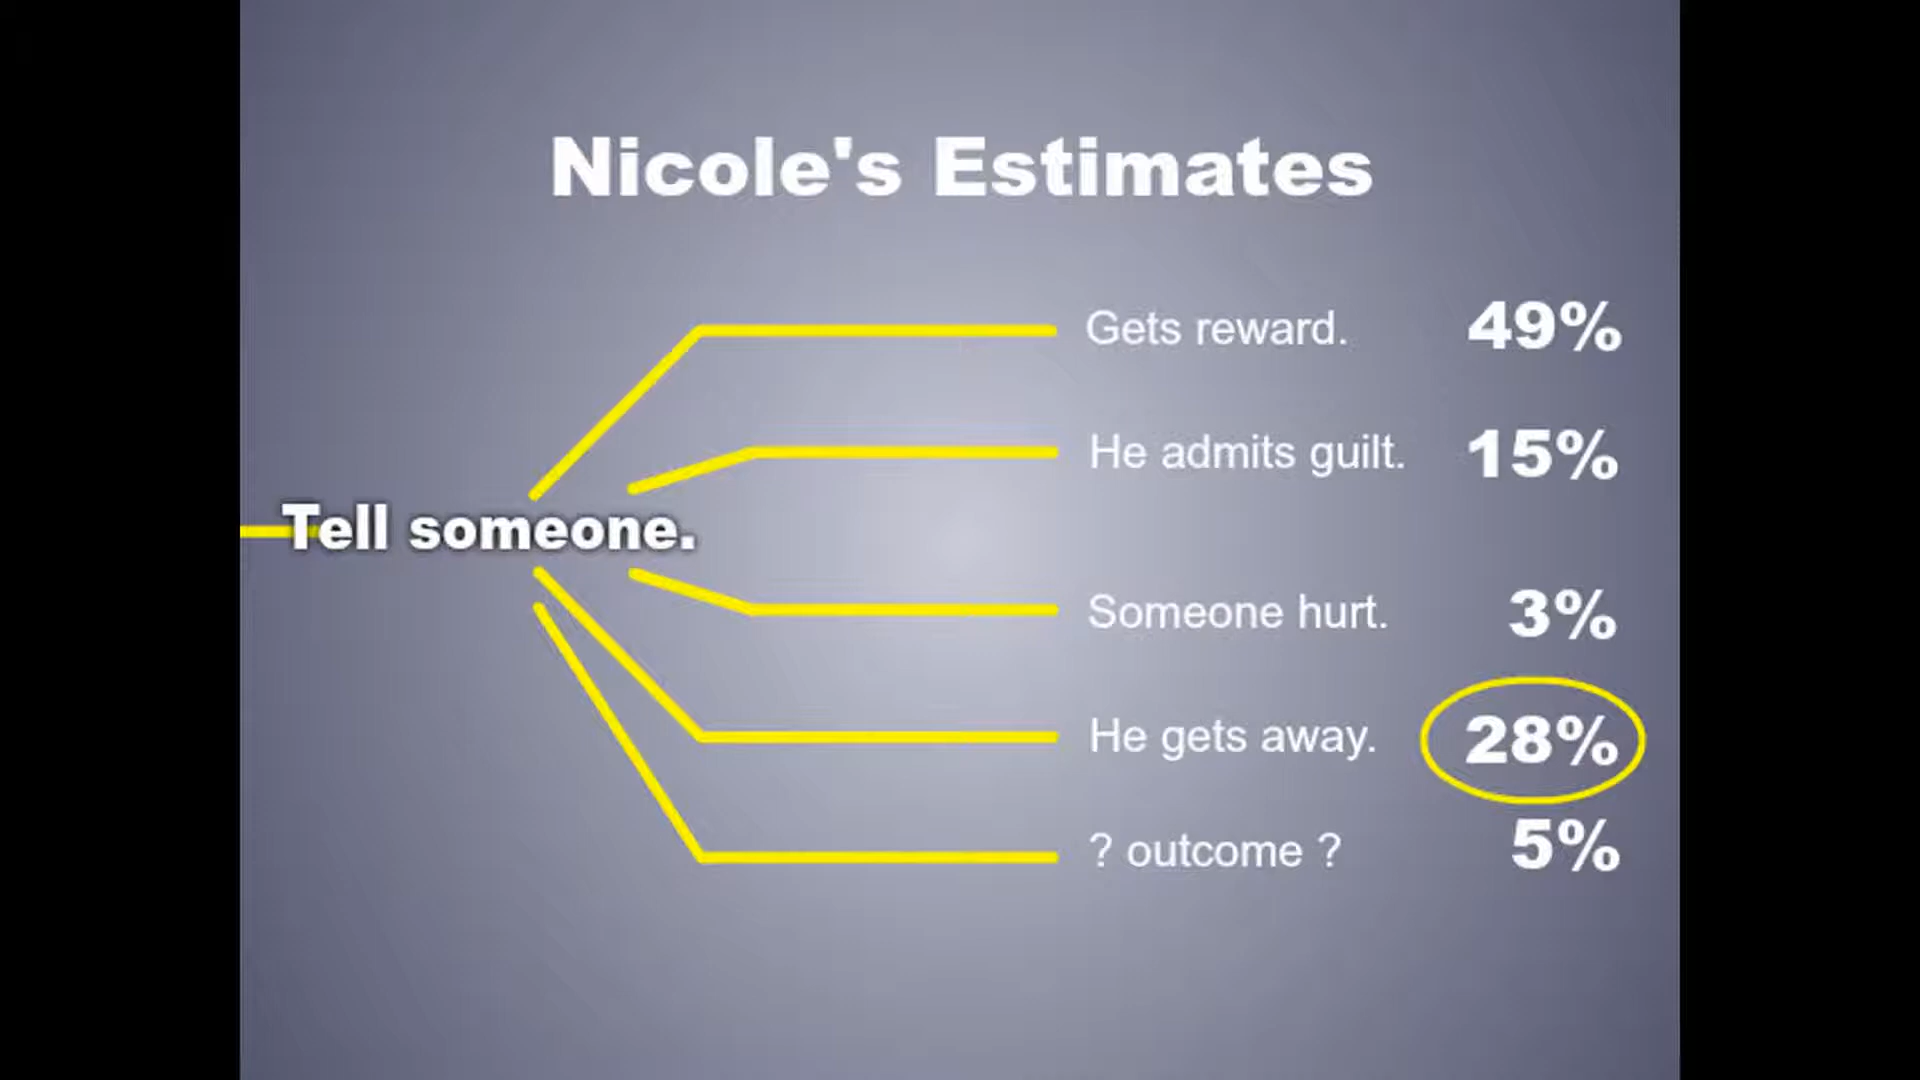 Nicole's Estimates
Gets reward. 49%
He admits guilt. 15%
Tell someone.
Someone hurt. 3%
He gets away. 28%
? outcome ? 5%